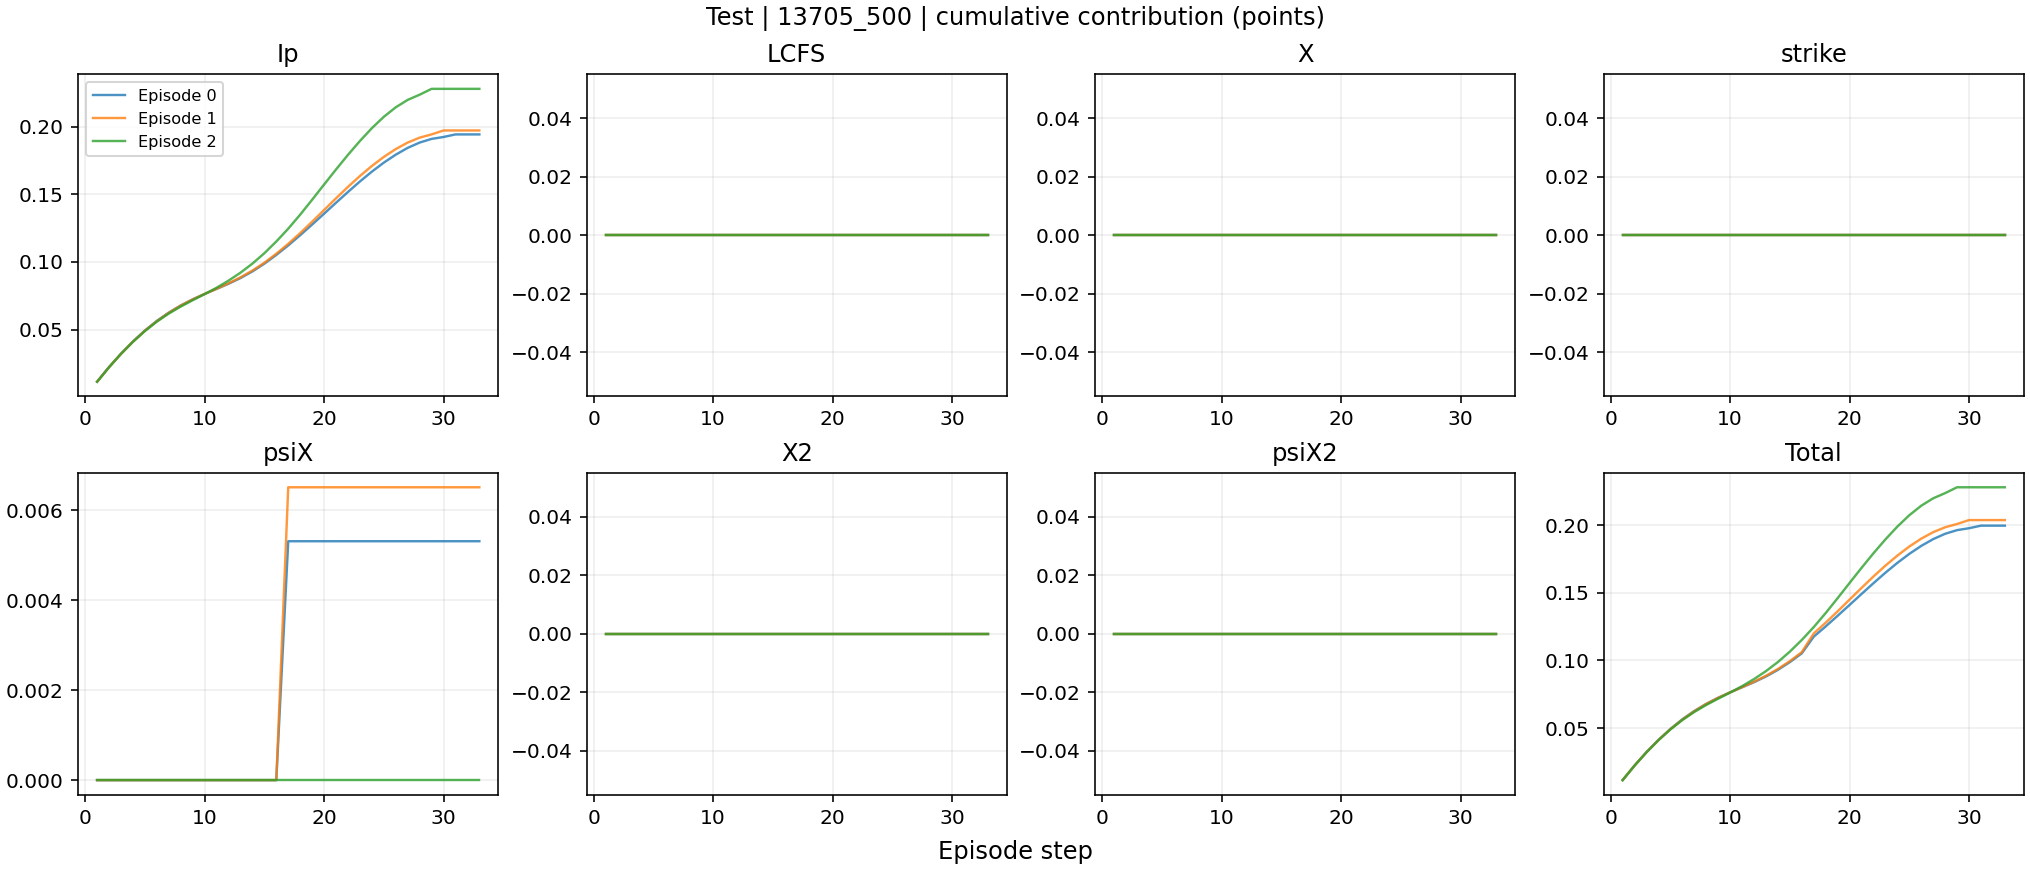 Test | 13705_500 | cumulative contribution (points)
Ip
LCFS
X
strike
Episode 0
Episode 1
Episode 2
0.20
0.15
0.10
0.05
0 10 20 30
0.04
0.02
0.00
−0.02
−0.04
0 10 20 30
0.04
0.02
0.00
−0.02
−0.04
0 10 20 30
0.04
0.02
0.00
−0.02
−0.04
0 10 20 30
psiX
X2
psiX2
Total
0.006
0.004
0.002
0.000
0 10 20 30
0.04
0.02
0.00
−0.02
−0.04
0 10 20 30
0.04
0.02
0.00
−0.02
−0.04
0 10 20 30
0.20
0.15
0.10
0.05
0 10 20 30
Episode step